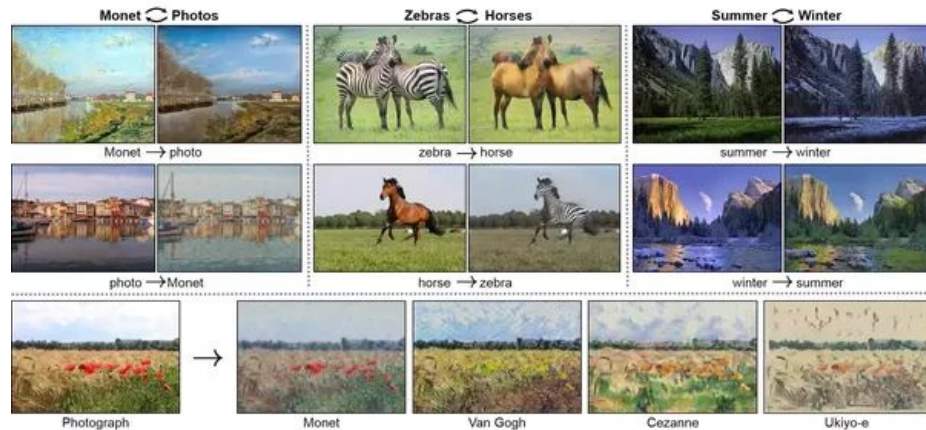 Monet ⟳ Photos
Zebras ⟳ Horses
Summer ⟳ Winter
Monet → photo
zebra → horse
summer → winter
photo → Monet
horse → zebra
winter → summer
Photograph
Monet
Van Gogh
Cezanne
Ukiyo-e